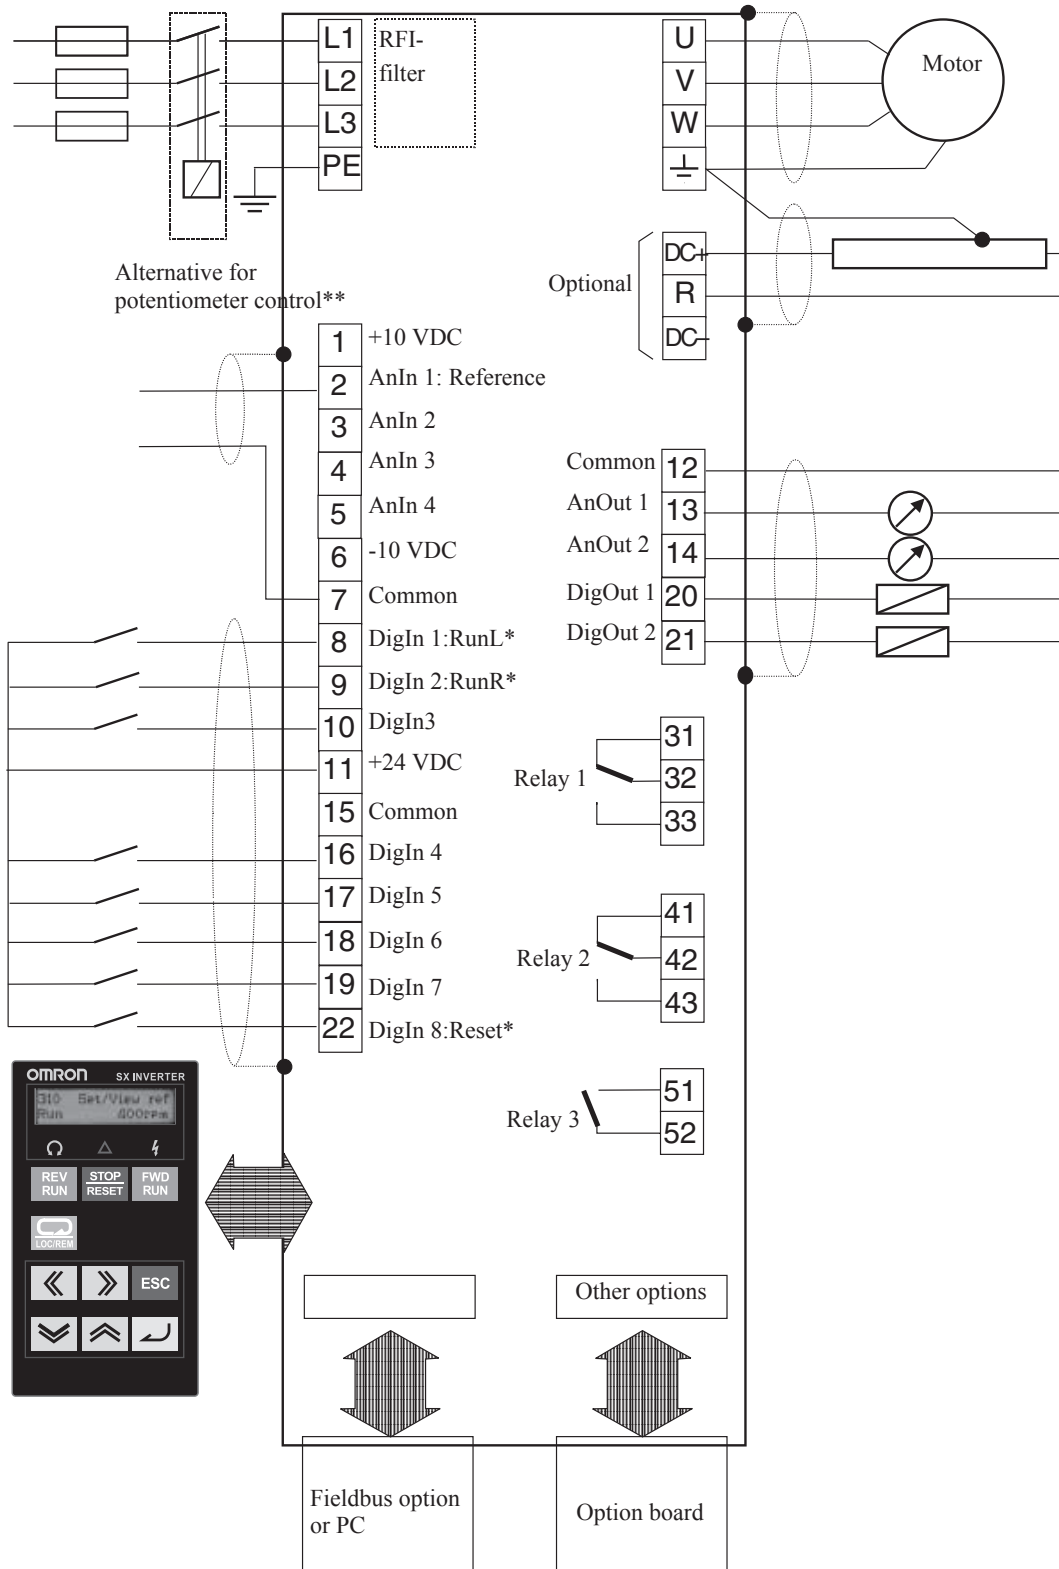 L1
RFI-
filter
L2
L3
PE
U
V
W
Motor
Alternative for
potentiometer control**
Optional
DC+
R
DC-
1 +10 VDC
2 AnIn 1: Reference
3 AnIn 2
4 AnIn 3
5 AnIn 4
6 -10 VDC
7 Common
8 DigIn 1:RunL*
9 DigIn 2:RunR*
10 DigIn3
11 +24 VDC
15 Common
16 DigIn 4
17 DigIn 5
18 DigIn 6
19 DigIn 7
22 DigIn 8:Reset*
Common 12
AnOut 1 13
AnOut 2 14
DigOut 1 20
DigOut 2 21
Relay 1
31
32
33
Relay 2
41
42
43
Relay 3
51
52
OMRON SX INVERTER
310 Set/View ref
Run 400rpm
REV
RUN
STOP
RESET
FWD
RUN
LOC/REM
ESC
Other options
Fieldbus option
or PC
Option board